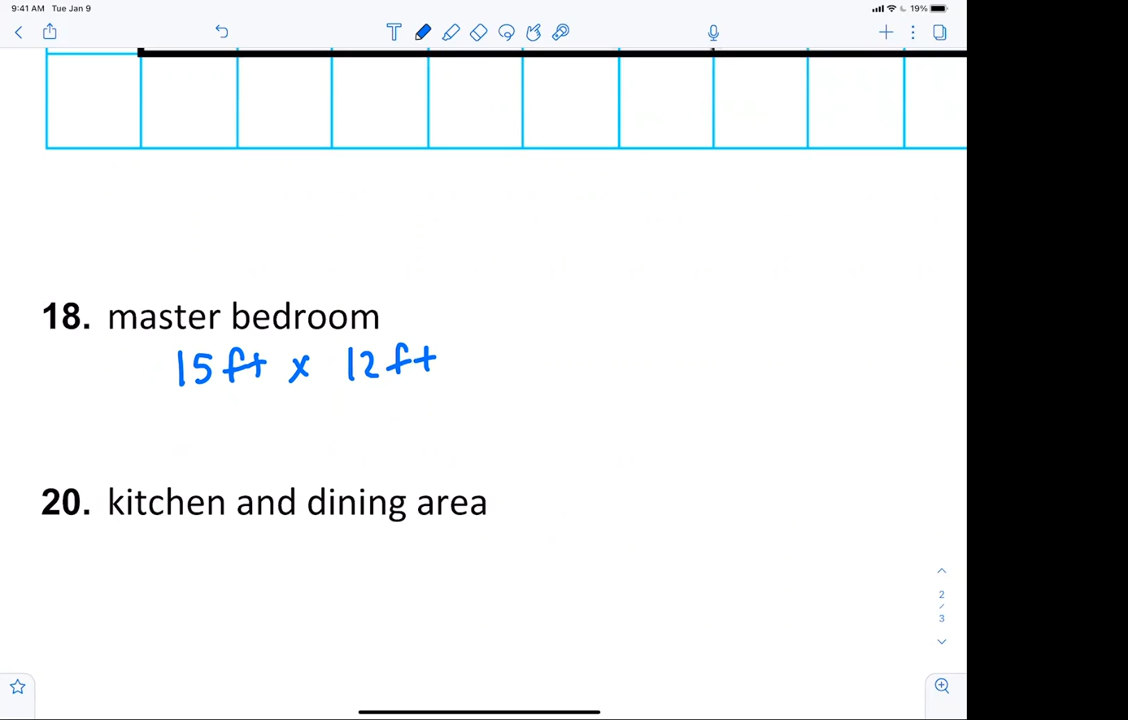 9:41 AM Tue Jan 9
19%
T
18. master bedroom
15 ft x 12 ft
20. kitchen and dining area
2
/
3